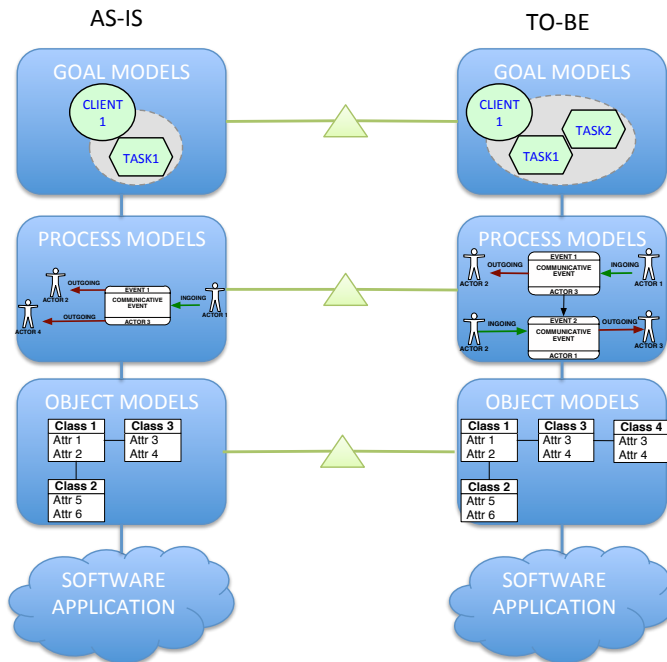 AS-IS
TO-BE
GOAL MODELS
CLIENT
1
TASK1
GOAL MODELS
CLIENT
1
TASK2
TASK1
PROCESS MODELS
OUTGOING
ACTOR 2
EVENT 1
COMMUNICATIVE
EVENT
ACTOR 3
INGOING
ACTOR 1
OUTGOING
ACTOR 4
PROCESS MODELS
OUTGOING
ACTOR 2
EVENT 1
COMMUNICATIVE
EVENT
ACTOR 3
INGOING
ACTOR 1
INGOING
ACTOR 2
EVENT 2
COMMUNICATIVE
EVENT
ACTOR 1
OUTGOING
ACTOR 3
OBJECT MODELS
Class 1
Attr 1
Attr 2
Class 3
Attr 3
Attr 4
Class 2
Attr 5
Attr 6
OBJECT MODELS
Class 1
Attr 1
Attr 2
Class 3
Attr 3
Attr 4
Class 4
Attr 3
Attr 4
Class 2
Attr 5
Attr 6
SOFTWARE
APPLICATION
SOFTWARE
APPLICATION